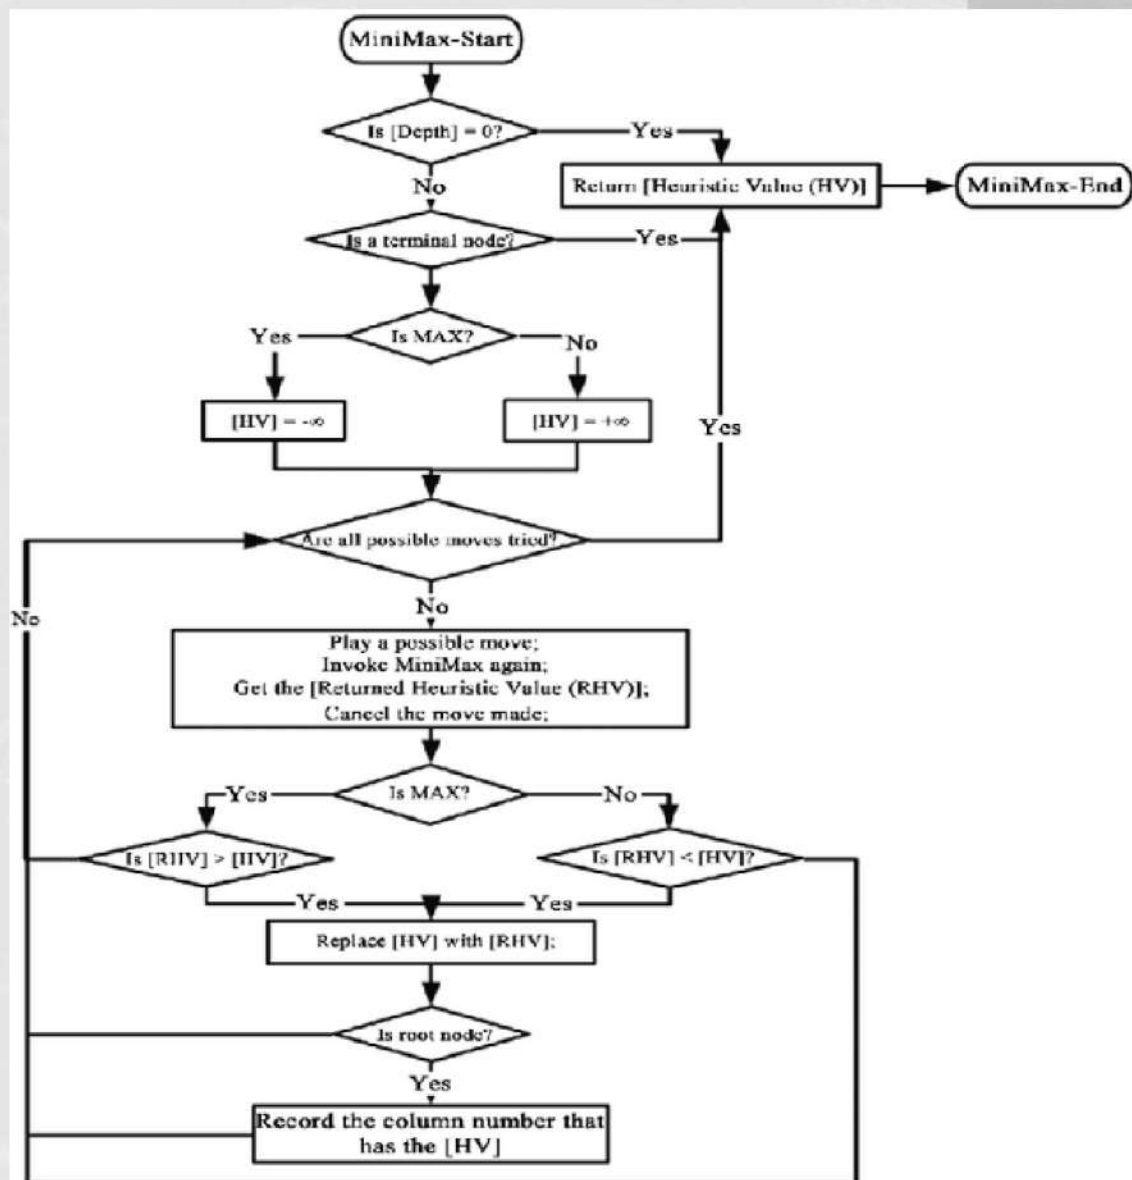 MiniMax-Start
Is [Depth] = 0?
Yes
Return [Heuristic Value (HV)]
MiniMax-End
No
Is a terminal node?
Yes
Is MAX?
Yes
No
[HV] = -∞
[HV] = +∞
Yes
Are all possible moves tried?
No
No
Play a possible move;
Invoke MiniMax again;
Get the [Returned Heuristic Value (RHV)];
Cancel the move made;
Is MAX?
Yes
No
Is [RHV] > [HV]?
Is [RHV] < [HV]?
Yes
Yes
Replace [HV] with [RHV];
Is root node?
Yes
Record the column number that
has the [HV]